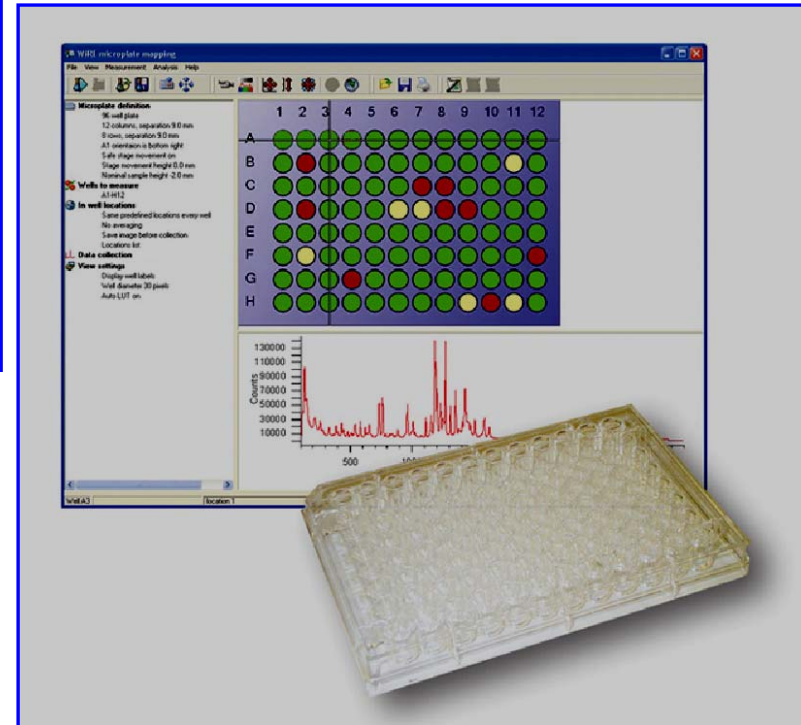 WiRE microplate mapping
File View Measurement Analysis Help
Microplate definition
96 well plate
12 columns, separation 9.0 mm
8 rows, separation 9.0 mm
A1 orientation is bottom right
Safe stage movement on
Stage movement height 0.0 mm
Nominal sample height -2.0 mm
Wells to measure
A1-H12
In well locations
Same predefined locations every well
No averaging
Save image before collection
Locations list
Data collection
View settings
Display well labels
Well diameter 30 pixels
Auto LUT on
1 2 3 4 5 6 7 8 9 10 11 12
A
B
C
D
E
F
G
H
130000
110000
90000
70000
50000
30000
10000
Counts
500
Well A3
location 1